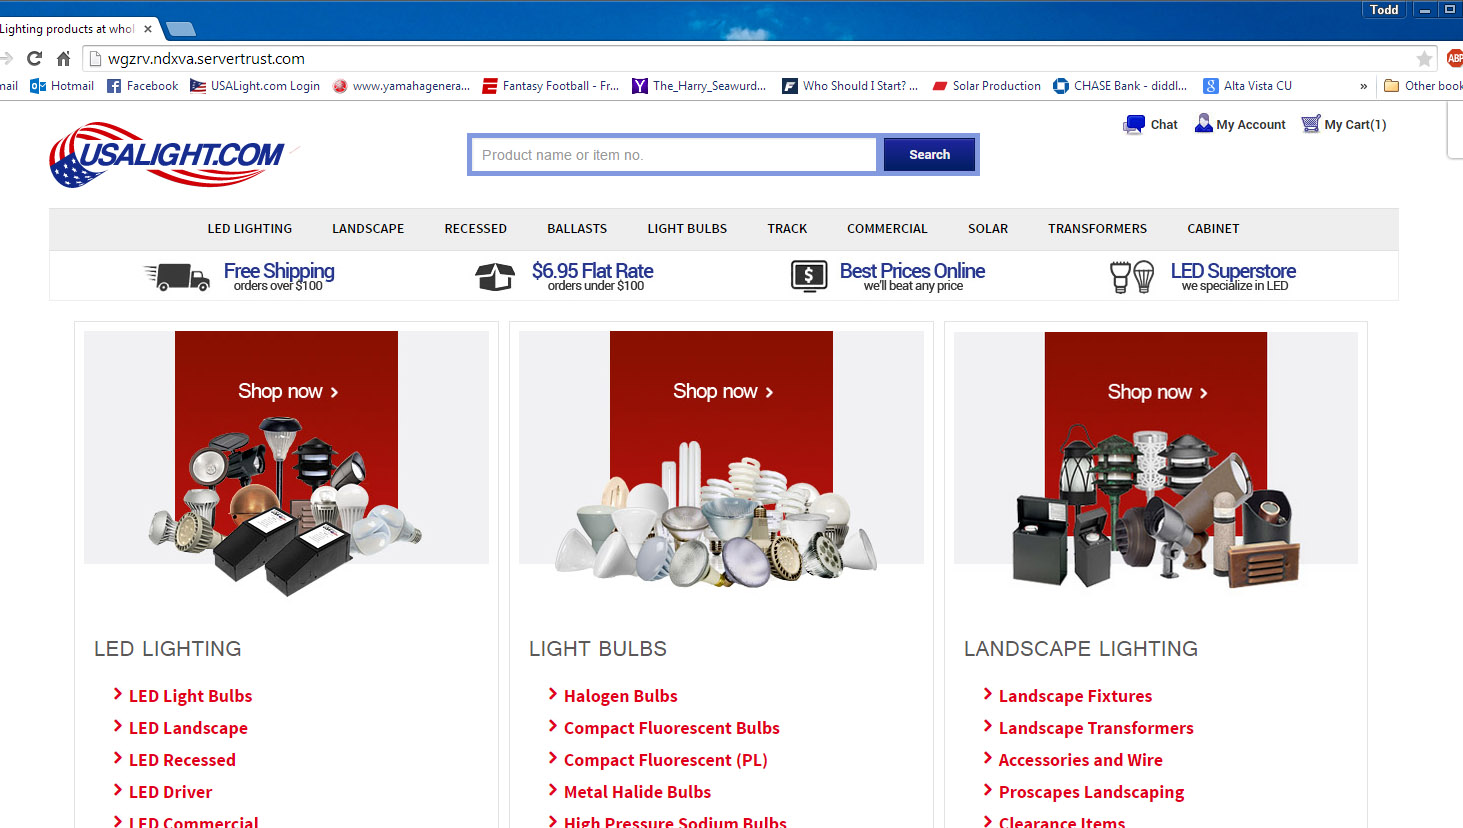 Todd
Lighting products at whol
wgzrv.ndxva.servertrust.com
ABP
mail Hotmail Facebook USALight.com Login www.yamahagenera... Fantasy Football - Fr... The_Harry_Seawurd... Who Should I Start? ... Solar Production CHASE Bank - diddl... Alta Vista CU » Other book
USALIGHT.COM
Product name or item no. Search
Chat My Account My Cart(1)
LED LIGHTING LANDSCAPE RECESSED BALLASTS LIGHT BULBS TRACK COMMERCIAL SOLAR TRANSFORMERS CABINET
Free Shipping
orders over $100
$6.95 Flat Rate
orders under $100
Best Prices Online
we'll beat any price
LED Superstore
we specialize in LED
Shop now ›
LED LIGHTING
LED Light Bulbs
LED Landscape
LED Recessed
LED Driver
LED Commercial
Shop now ›
LIGHT BULBS
Halogen Bulbs
Compact Fluorescent Bulbs
Compact Fluorescent (PL)
Metal Halide Bulbs
High Pressure Sodium Bulbs
Shop now ›
LANDSCAPE LIGHTING
Landscape Fixtures
Landscape Transformers
Accessories and Wire
Proscapes Landscaping
Clearance Items